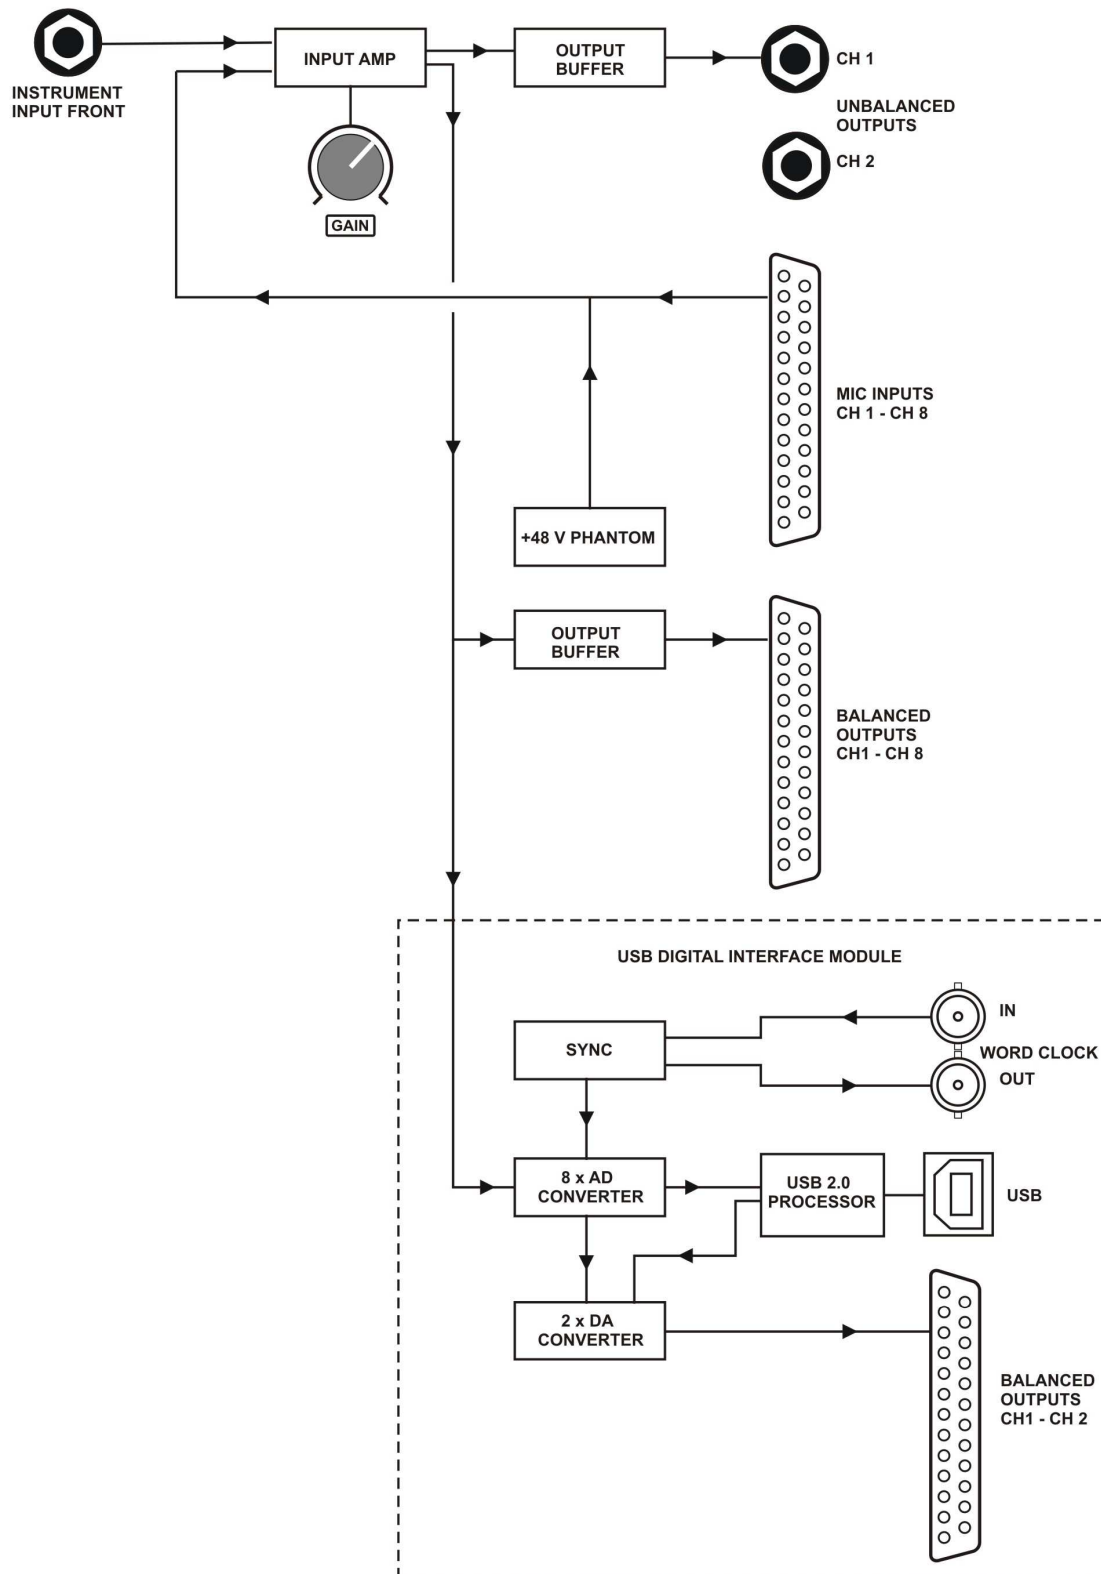 INSTRUMENT
INPUT FRONT
INPUT AMP
GAIN
OUTPUT
BUFFER
CH 1
UNBALANCED
OUTPUTS
CH 2
MIC INPUTS
CH 1 - CH 8
+48 V PHANTOM
OUTPUT
BUFFER
BALANCED
OUTPUTS
CH1 - CH 8
USB DIGITAL INTERFACE MODULE
SYNC
IN
WORD CLOCK
OUT
8 x AD
CONVERTER
USB 2.0
PROCESSOR
USB
2 x DA
CONVERTER
BALANCED
OUTPUTS
CH1 - CH 2